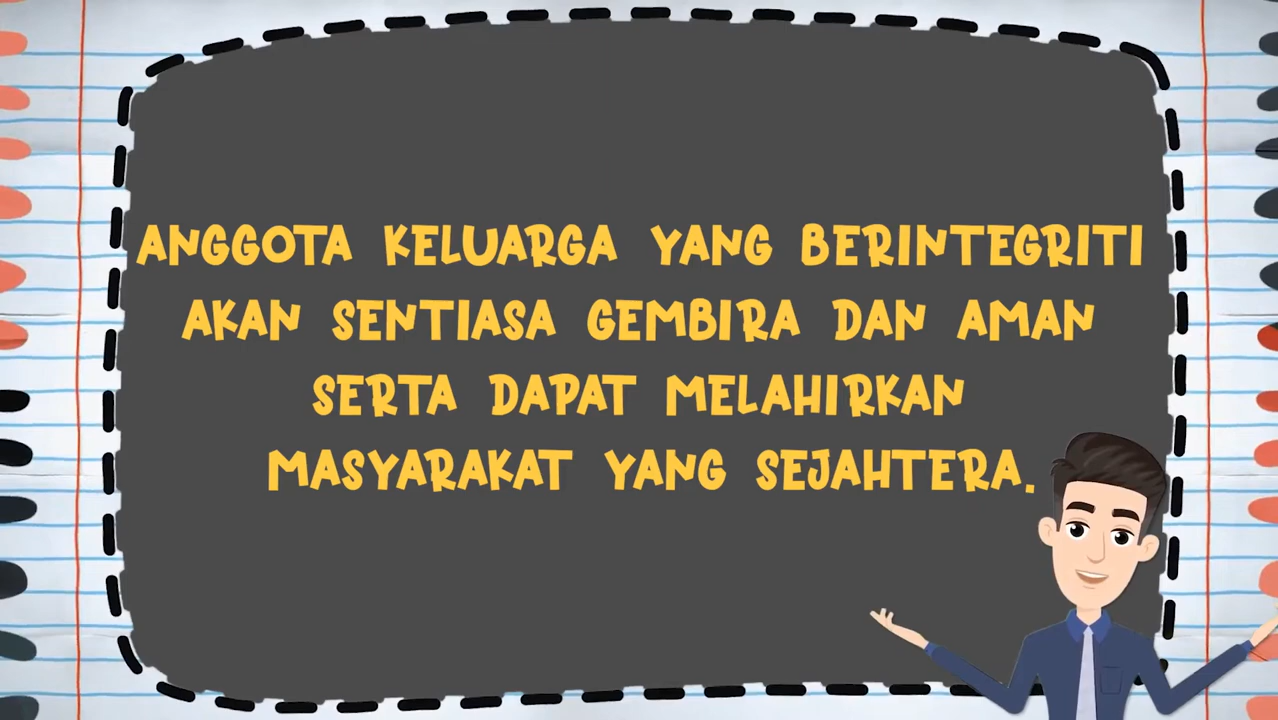 ANGGOTA KELUARGA YANG BERINTEGRITI
AKAN SENTIASA GEMBIRA DAN AMAN
SERTA DAPAT MELAHIRKAN
MASYARAKAT YANG SEJAHTERA.